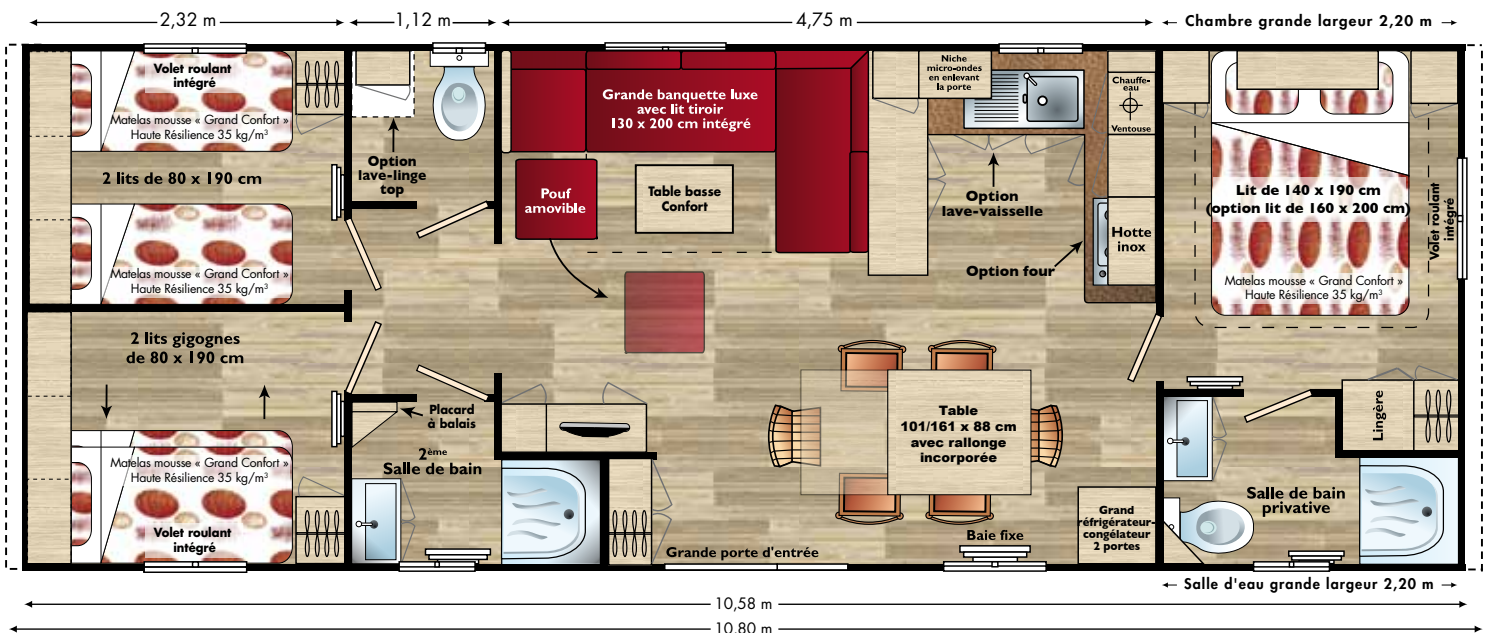 2,32 m
1,12 m
4,75 m
Chambre grande largeur 2,20 m
Volet roulant
intégré
Matelas mousse « Grand Confort »
Haute Résilience 35 kg/m³
2 lits de 80 x 190 cm
Matelas mousse « Grand Confort »
Haute Résilience 35 kg/m³
Option
lave-linge
top
Grande banquette luxe
avec lit tiroir
130 x 200 cm intégré
Pouf
amovible
Table basse
Confort
Niche
micro-ondes
en enlevant
la porte
Chauffe-
eau
Ventouse
Option
lave-vaisselle
Option four
Hotte
inox
Lit de 140 x 190 cm
(option lit de 160 x 200 cm)
Matelas mousse « Grand Confort »
Haute Résilience 35 kg/m³
Volet roulant
intégré
2 lits gigognes
de 80 x 190 cm
Matelas mousse « Grand Confort »
Haute Résilience 35 kg/m³
Volet roulant
intégré
Placard
à balais
2ème
Salle de bain
Grande porte d'entrée
Table
101/161 x 88 cm
avec rallonge
incorporée
Baie fixe
Grand
réfrigérateur-
congélateur
2 portes
Lingère
Salle de bain
privative
Salle d'eau grande largeur 2,20 m
10,58 m
10,80 m